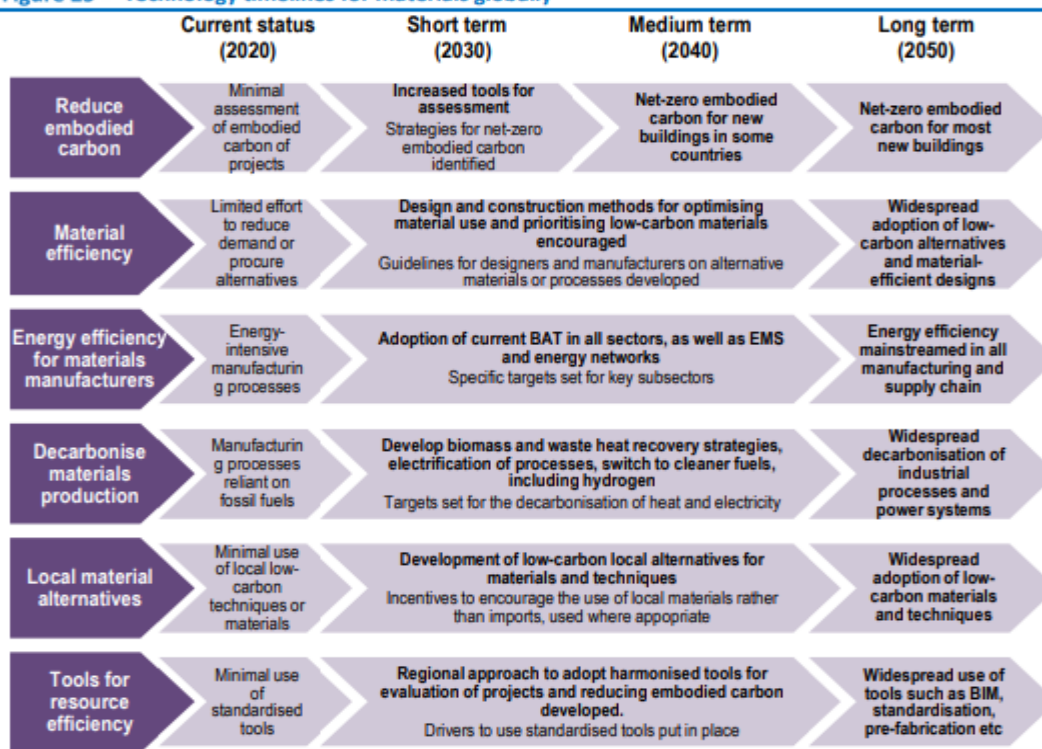 Current status
(2020)
Short term
(2030)
Medium term
(2040)
Long term
(2050)
Reduce
embodied
carbon
Minimal
assessment
of embodied
carbon of
projects
Increased tools for
assessment
Strategies for net-zero
embodied carbon
identified
Net-zero embodied
carbon for new
buildings in some
countries
Net-zero embodied
carbon for most
new buildings
Material
efficiency
Limited effort
to reduce
demand or
procure
alternatives
Design and construction methods for optimising
material use and prioritising low-carbon materials
encouraged
Guidelines for designers and manufacturers on alternative
materials or processes developed
Widespread
adoption of low-
carbon alternatives
and material-
efficient designs
Energy efficiency
for materials
manufacturers
Energy-
intensive
manufacturin
g processes
Adoption of current BAT in all sectors, as well as EMS
and energy networks
Specific targets set for key subsectors
Energy efficiency
mainstreamed in all
manufacturing and
supply chain
Decarbonise
materials
production
Manufacturin
g processes
reliant on
fossil fuels
Develop biomass and waste heat recovery strategies,
electrification of processes, switch to cleaner fuels,
including hydrogen
Targets set for the decarbonisation of heat and electricity
Widespread
decarbonisation of
industrial
processes and
power systems
Local material
alternatives
Minimal use
of local low-
carbon
techniques or
materials
Development of low-carbon local alternatives for
materials and techniques
Incentives to encourage the use of local materials rather
than imports, used where appopriate
Widespread
adoption of low-
carbon materials
and techniques
Tools for
resource
efficiency
Minimal use
of
standardised
tools
Regional approach to adopt harmonised tools for
evaluation of projects and reducing embodied carbon
developed.
Drivers to use standardised tools put in place
Widespread use of
tools such as BIM,
standardisation,
pre-fabrication etc